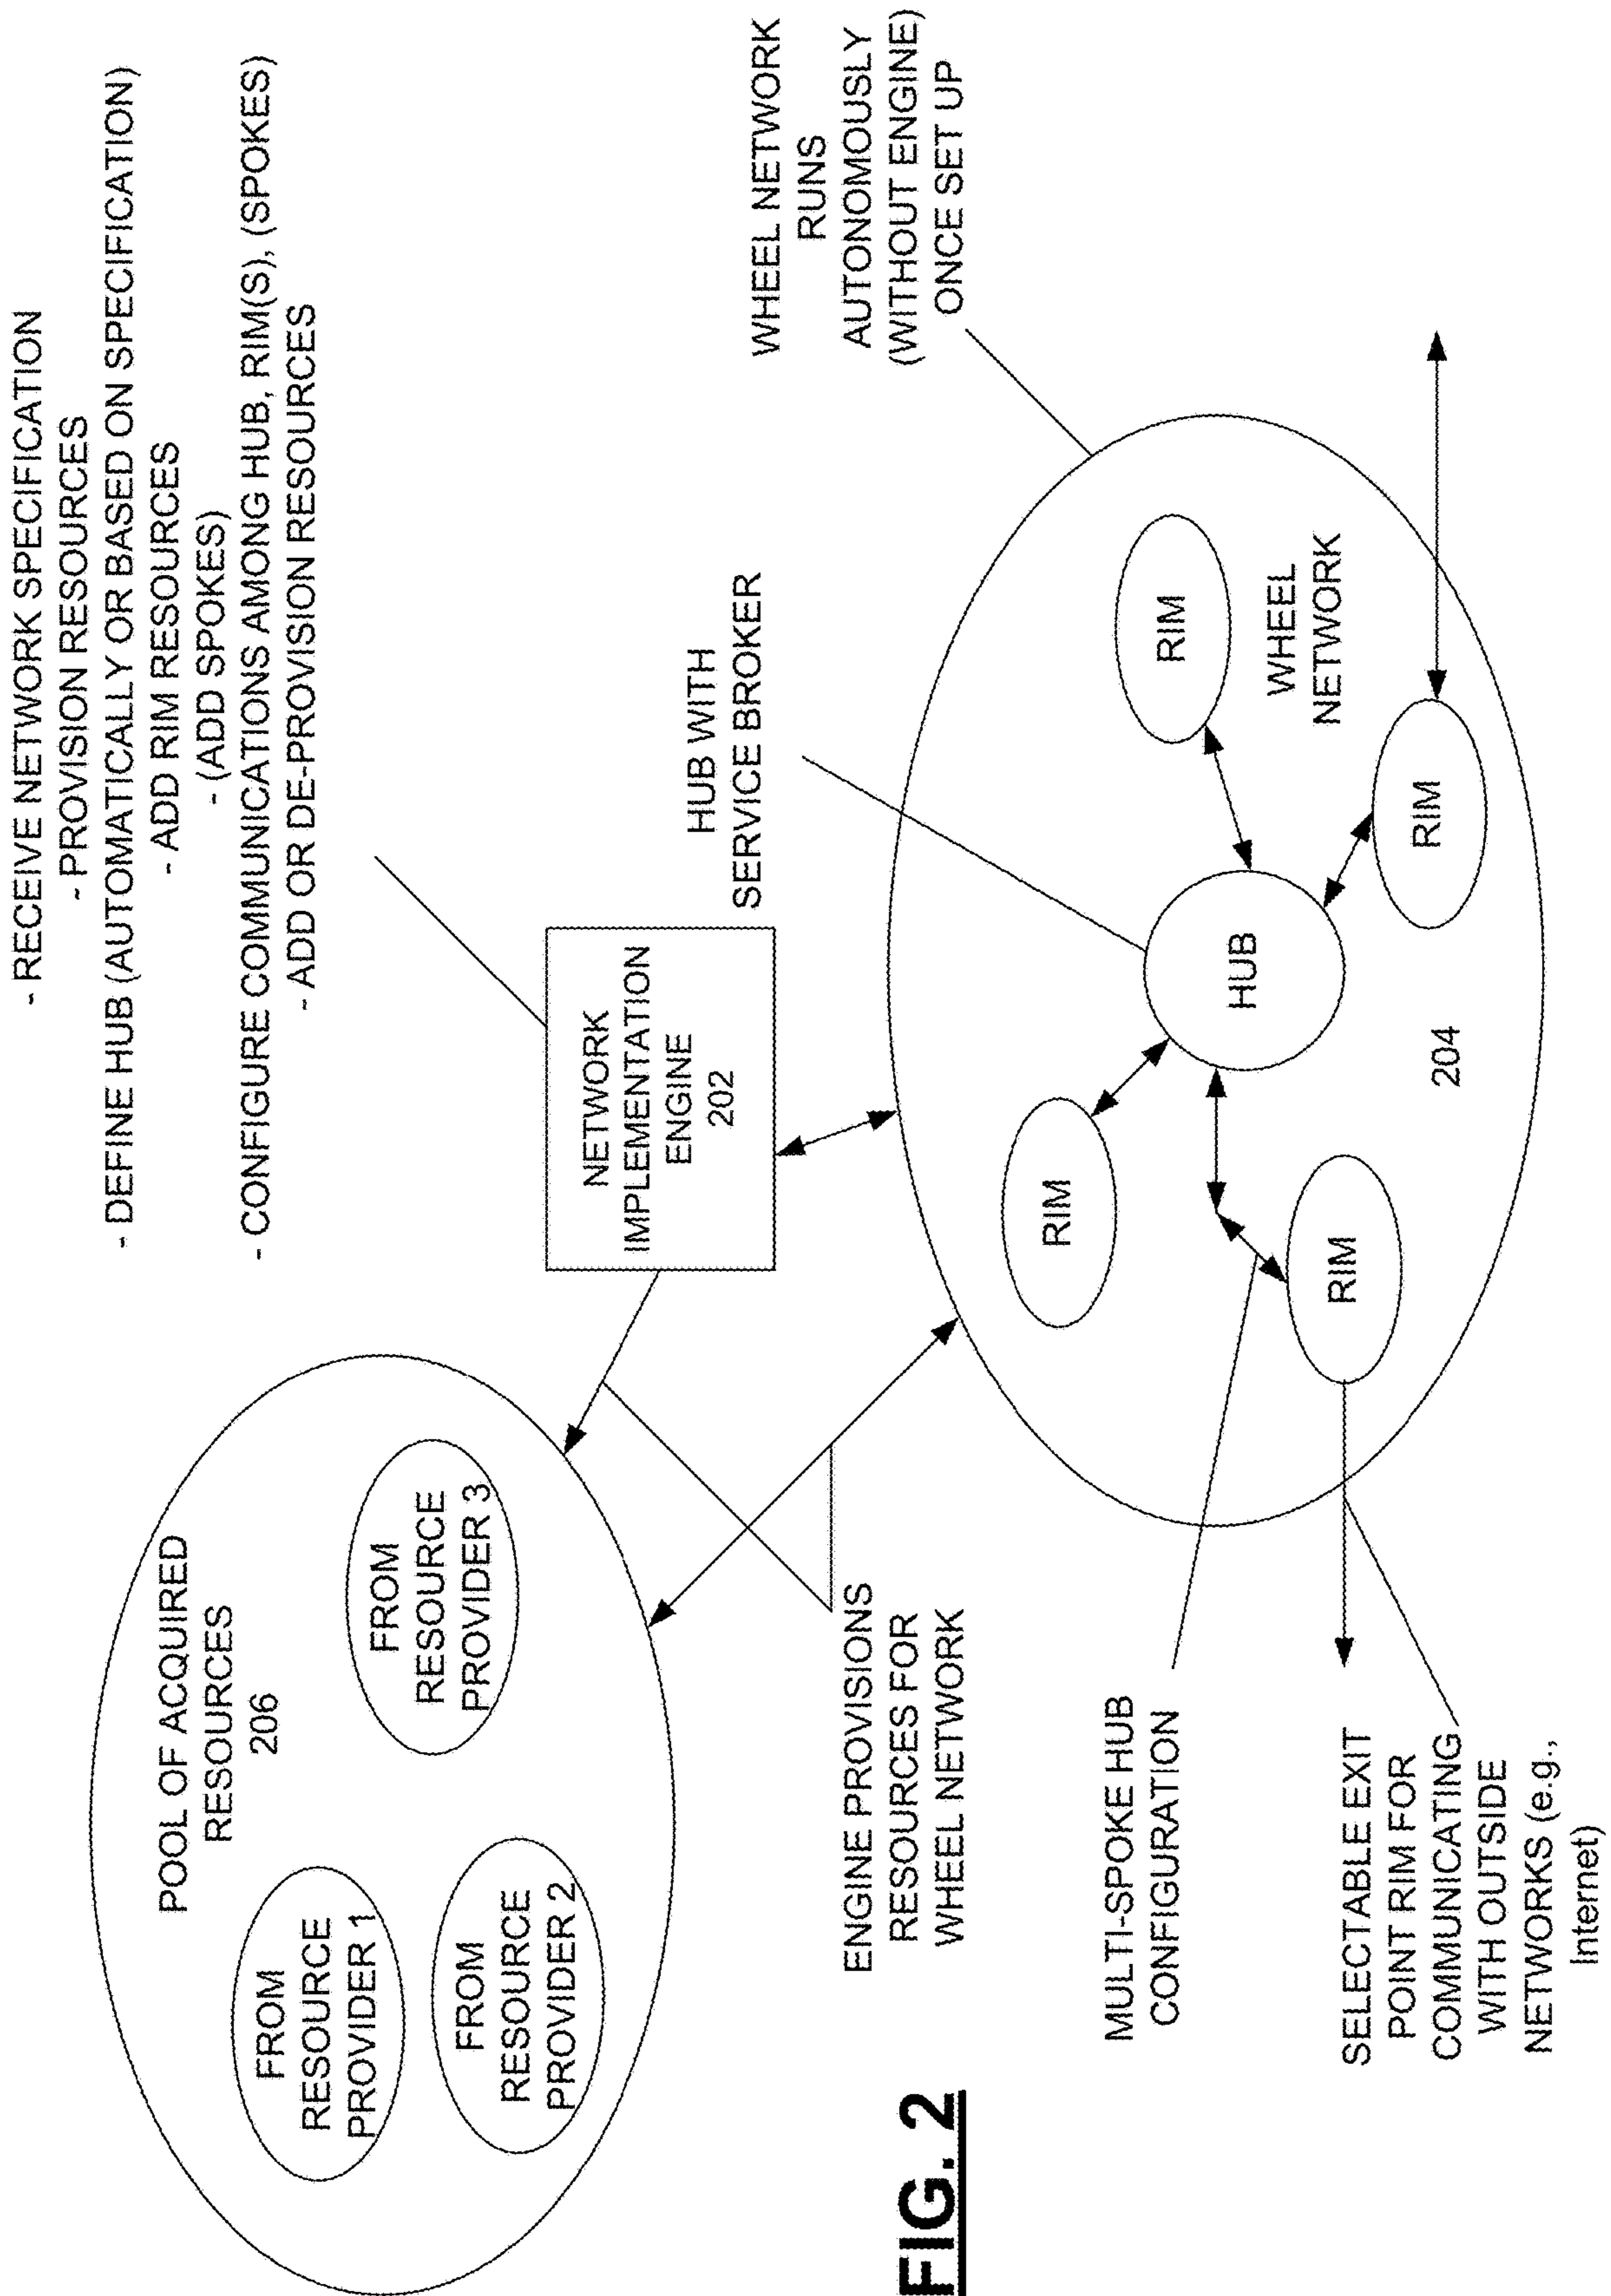 - RECEIVE NETWORK SPECIFICATION
- PROVISION RESOURCES
- DEFINE HUB (AUTOMATICALLY OR BASED ON SPECIFICATION)
- ADD RIM RESOURCES
- (ADD SPOKES)
- CONFIGURE COMMUNICATIONS AMONG HUB, RIM(S), (SPOKES)
- ADD OR DE-PROVISION RESOURCES
POOL OF ACQUIRED
RESOURCES
206
FROM
RESOURCE
PROVIDER 1
FROM
RESOURCE
PROVIDER 2
FROM
RESOURCE
PROVIDER 3
NETWORK
IMPLEMENTATION
ENGINE
202
HUB WITH
SERVICE BROKER
WHEEL NETWORK
RUNS
AUTONOMOUSLY
(WITHOUT ENGINE)
ONCE SET UP
ENGINE PROVISIONS
RESOURCES FOR
WHEEL NETWORK
RIM
RIM
HUB
WHEEL
NETWORK
RIM
RIM
204
MULTI-SPOKE HUB
CONFIGURATION
SELECTABLE EXIT
POINT RIM FOR
COMMUNICATING
WITH OUTSIDE
NETWORKS (e.g.,
Internet)
FIG. 2